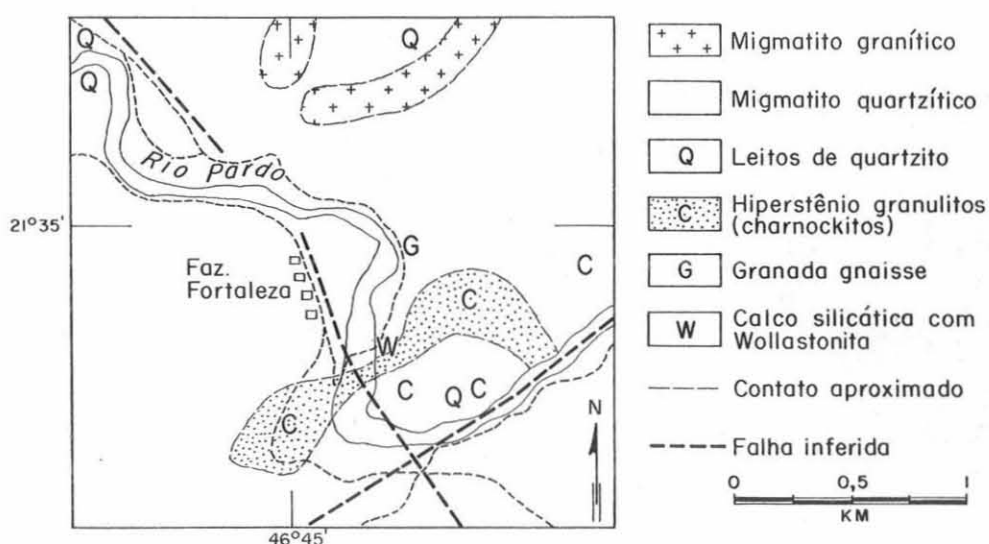 Q
Q
Q
Rio Pardo
21°35'
G
C
Faz.
Fortaleza
C
W
C
Q
C
C
N
46°45'
Migmatito granítico
Migmatito quartzítico
Q
Leitos de quartzito
C
Hiperstênio granulitos
(charnockitos)
G
Granada gnaisse
W
Calco silicática com
Wollastonita
Contato aproximado
Falha inferida
0
0,5
1
KM